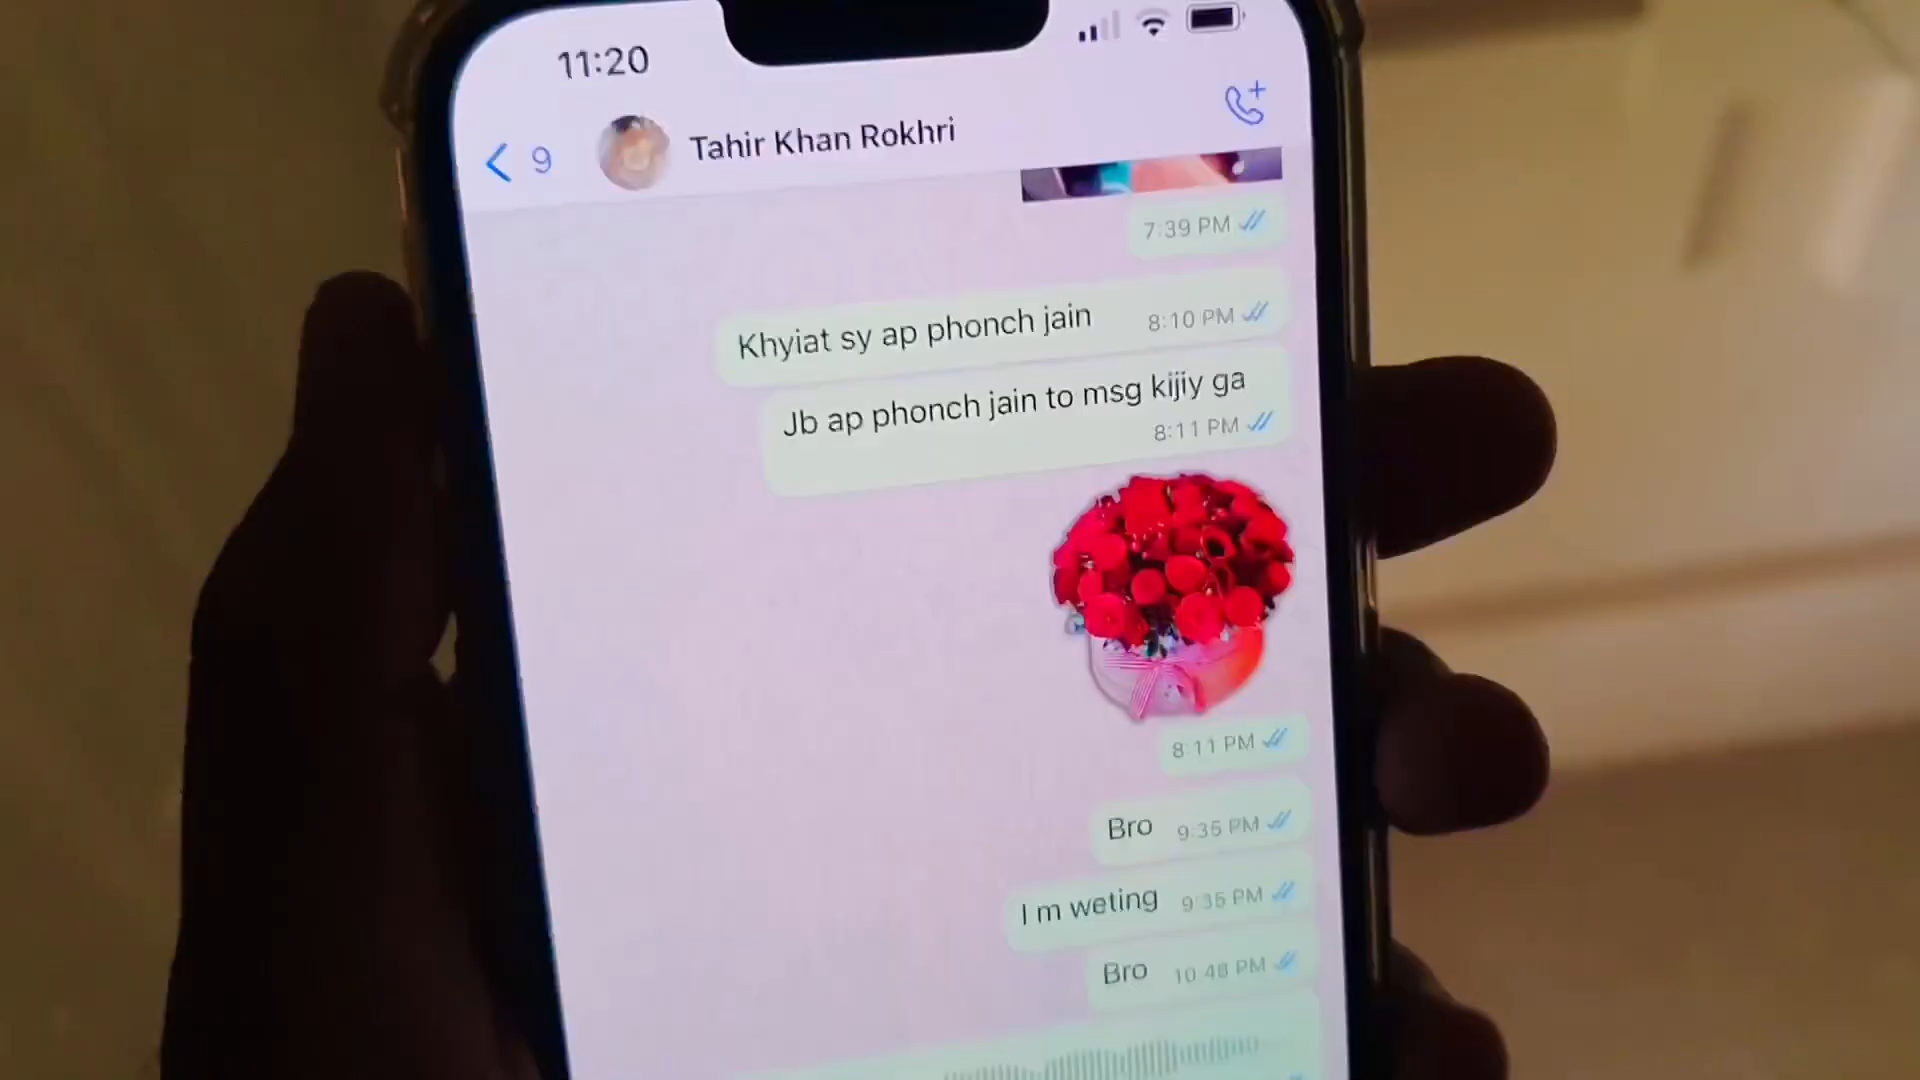 11:20
9
Tahir Khan Rokhri
7:39 PM
Khyiat sy ap phonch jain 8:10 PM
Jb ap phonch jain to msg kijiy ga
8:11 PM
8:11 PM
Bro 9:35 PM
I m weting 9:35 PM
Bro 10:48 PM